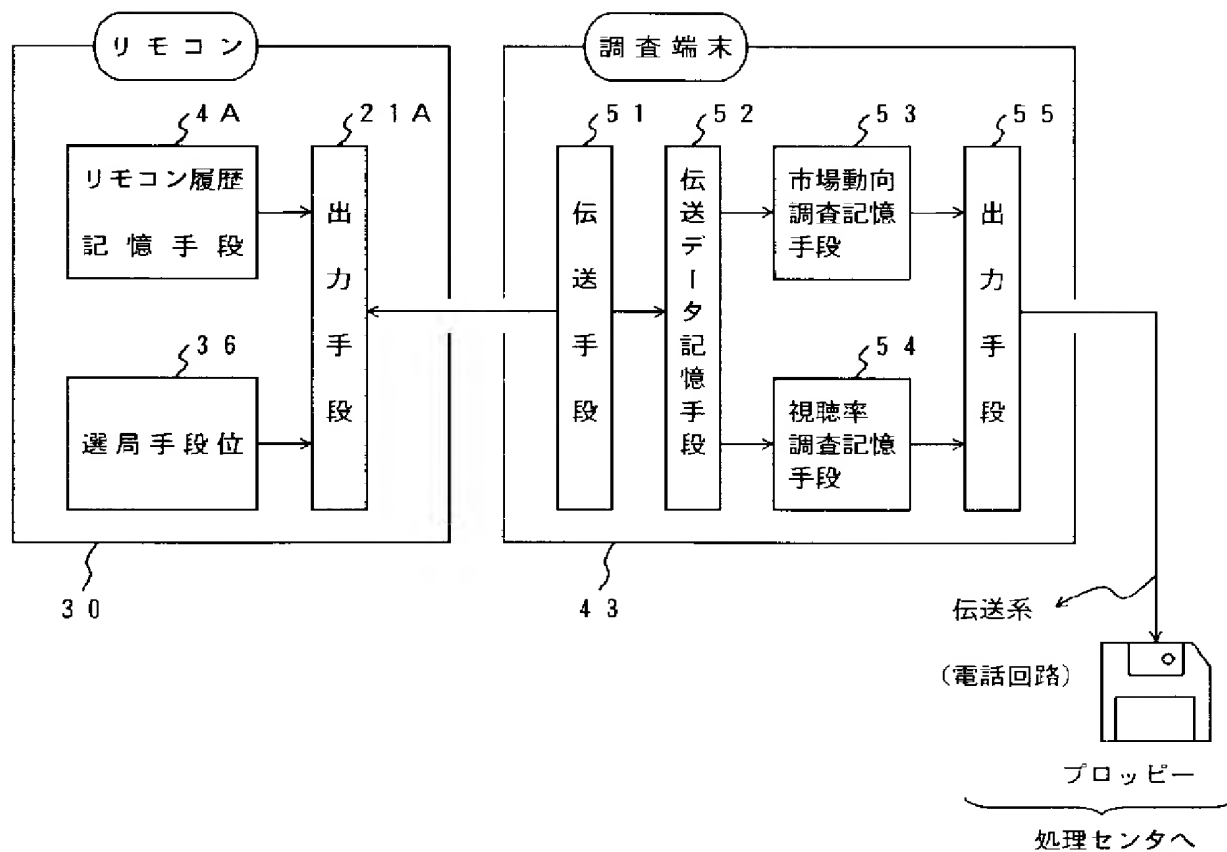 リモコン
調査端末
4A
21A
51
52
53
55
リモコン履歴
記憶手段
出力手段
伝送手段
伝送データ記憶手段
市場動向
調査記憶
手段
出力手段
36
54
選局手段位
視聴率
調査記憶
手段
30
43
伝送系
(電話回路)
プロッピー
処理センタへ